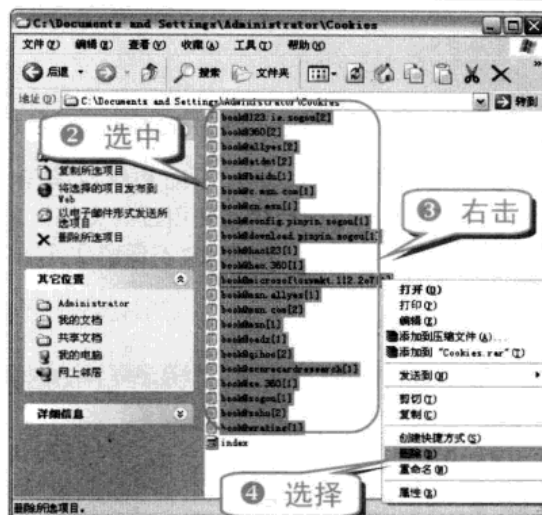 C:\Documents and Settings\Administrator\Cookies
文件(F) 编辑(E) 查看(V) 收藏(A) 工具(T) 帮助(H)
后退 搜索 文件夹
地址(D) C:\Documents and Settings\Administrator\Cookies 转到
❷ 选中
复制所选项目
将选择的项目发布到
Web
以电子邮件形式发送所
选项目
删除所选项目
其它位置
Administrator
我的文档
共享文档
我的电脑
网上邻居
详细信息
book@123.ie.sogou[2]
book@360[2]
book@allyes[2]
book@atdmt[2]
book@baidu[1]
book@c.msn.com[1]
book@cn.msn[1]
book@config.pinyin.sogou[1]
book@download.pinyin.sogou[1]
book@hao123[1]
book@hao.360[1]
book@msn.allyes[1]
book@msn.com[2]
book@msn[1]
book@oadz[1]
book@qihoo[2]
book@scorecardresearch[1]
book@se.360[1]
book@sogou[1]
book@sohu[2]
book@wrating[1]
index
❸ 右击
打开(O)
打印(P)
编辑(E)
添加到压缩文件(A)...
添加到 "Cookies.rar"(T)
发送到(N)
剪切(T)
复制(C)
创建快捷方式(S)
删除(D)
重命名(M)
属性(R)
❹ 选择
删除所选项目。